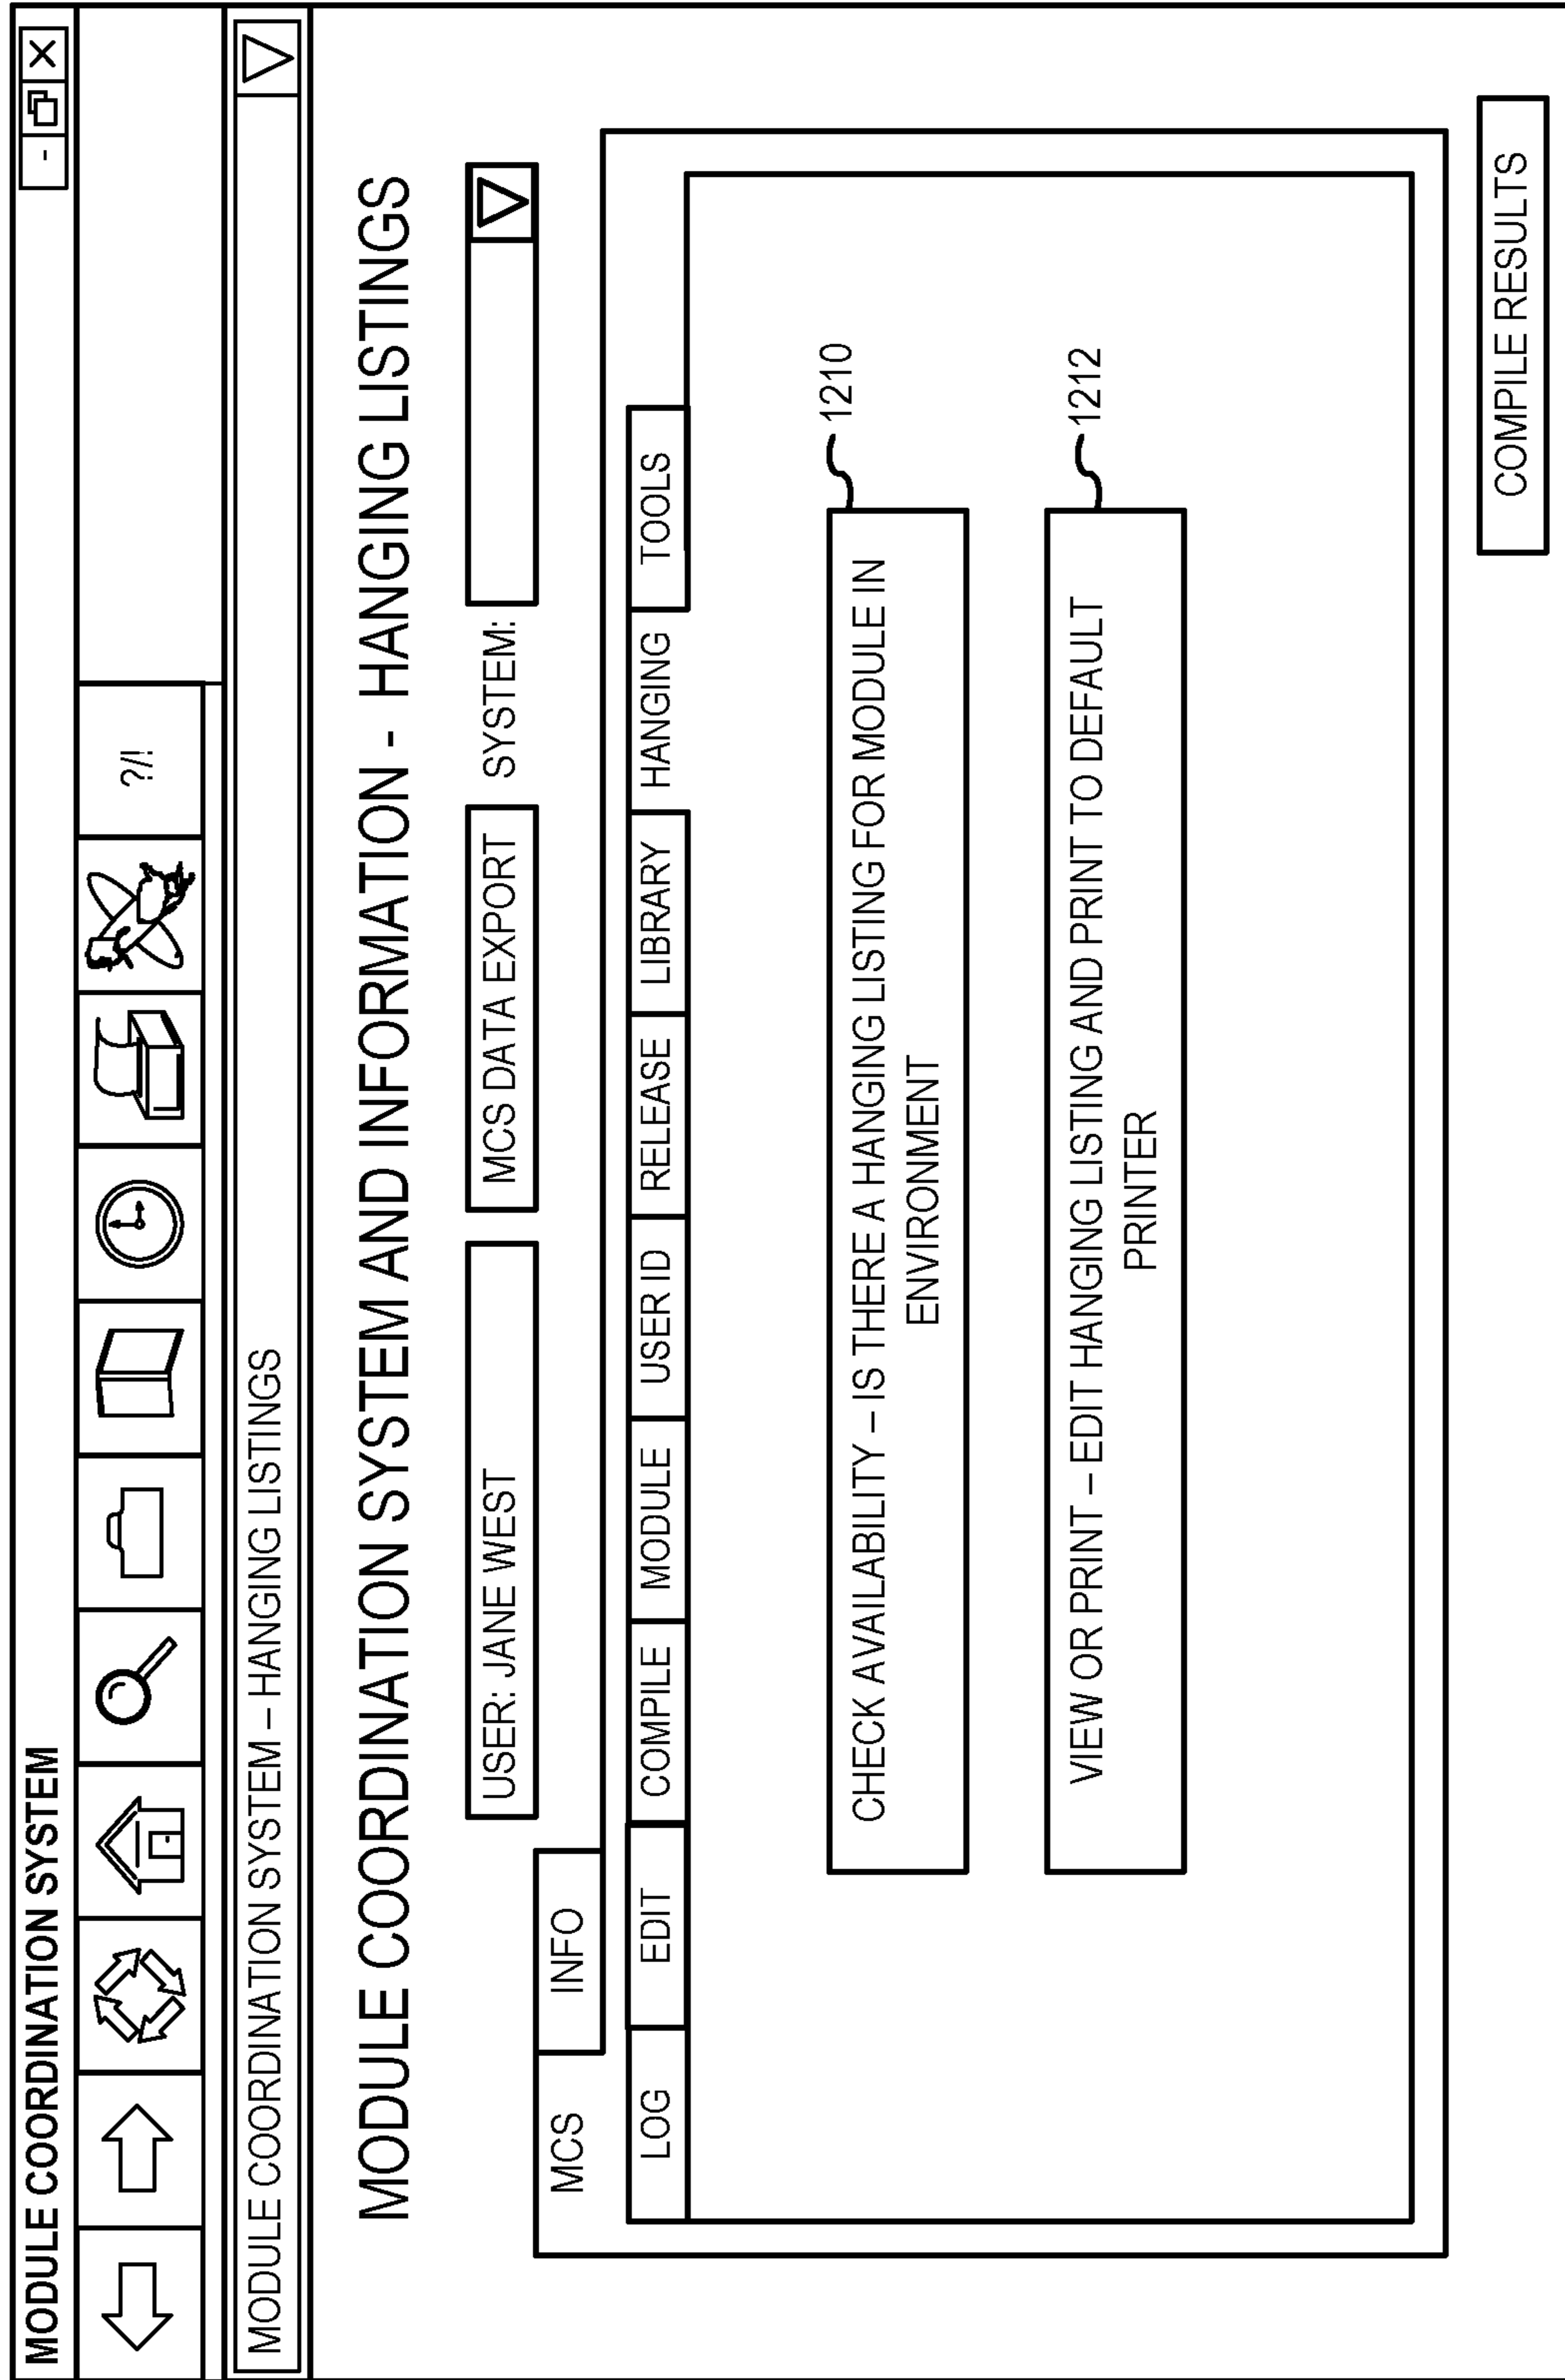 MODULE COORDINATION SYSTEM
- X
?/!
MODULE COORDINATION SYSTEM – HANGING LISTINGS
MODULE COORDINATION SYSTEM AND INFORMATION - HANGING LISTINGS
USER: JANE WEST MCS DATA EXPORT SYSTEM:
MCS INFO
LOG EDIT COMPILE MODULE USER ID RELEASE LIBRARY HANGING TOOLS
CHECK AVAILABILITY – IS THERE A HANGING LISTING FOR MODULE IN
ENVIRONMENT
1210
VIEW OR PRINT – EDIT HANGING LISTING AND PRINT TO DEFAULT
PRINTER
1212
COMPILE RESULTS